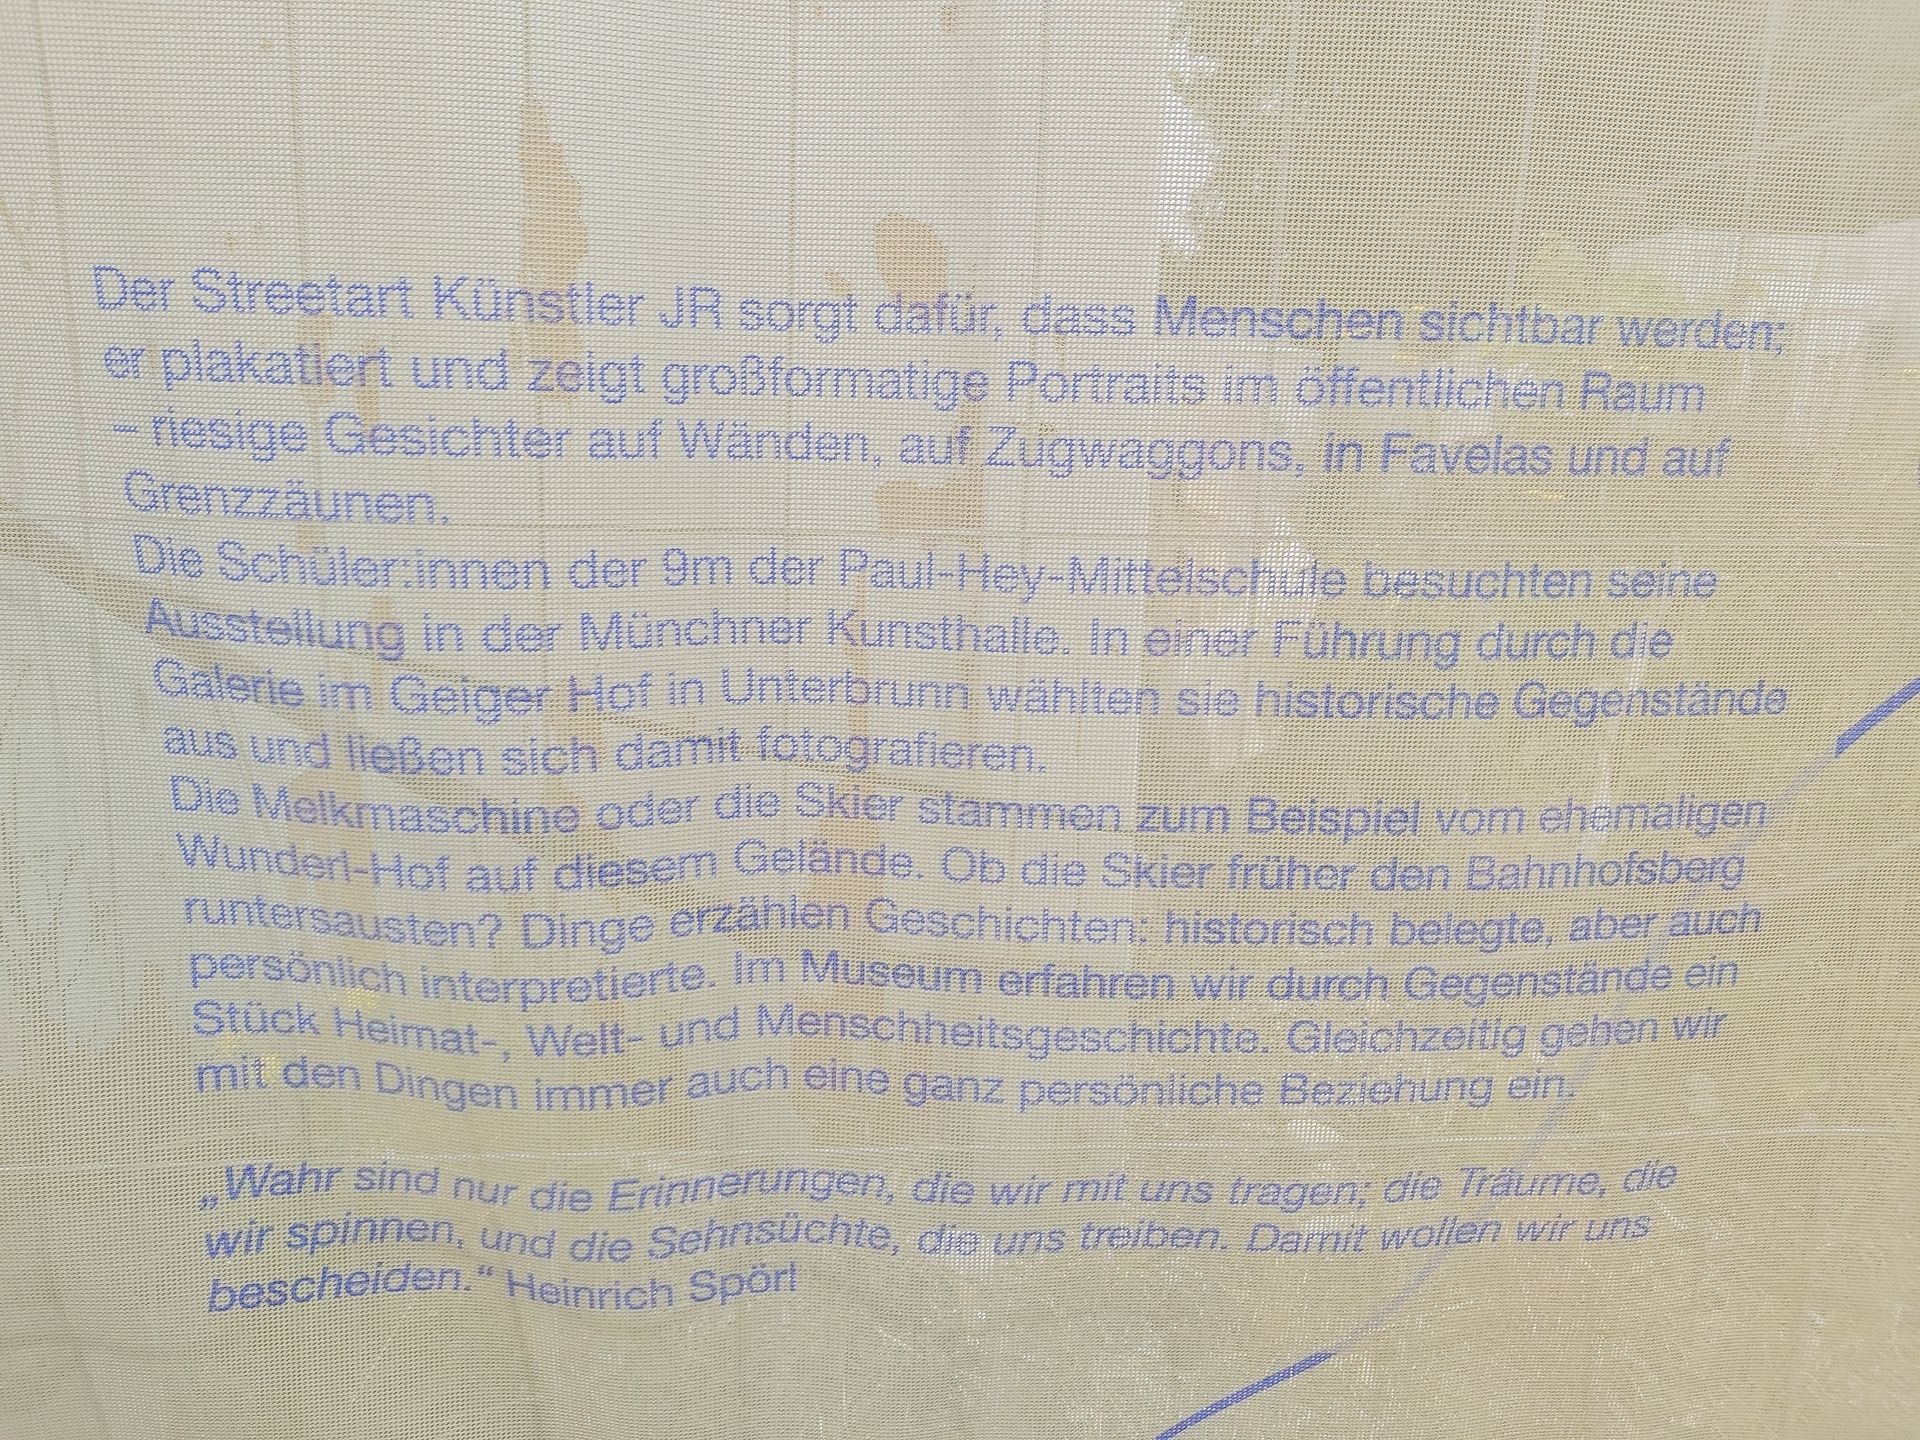 Der Streetart Künstler JR sorgt dafür, dass Menschen sichtbar werden;
er plakatiert und zeigt großformatige Portraits im öffentlichen Raum
– riesige Gesichter auf Wänden, auf Zugwaggons, in Favelas und auf
Grenzzäunen.
Die Schüler:innen der 9m der Paul-Hey-Mittelschule besuchten seine
Ausstellung in der Münchner Kunsthalle. In einer Führung durch die
Galerie im Geiger Hof in Unterbrunn wählten sie historische Gegenstände
aus und ließen sich damit fotografieren.
Die Melkmaschine oder die Skier stammen zum Beispiel vom ehemaligen
Wunderl-Hof auf diesem Gelände. Ob die Skier früher den Bahnhofsberg
runtersausten? Dinge erzählen Geschichten: historisch belegte, aber auch
persönlich interpretierte. Im Museum erfahren wir durch Gegenstände ein
Stück Heimat-, Welt- und Menschheitsgeschichte. Gleichzeitig gehen wir
mit den Dingen immer auch eine ganz persönliche Beziehung ein.
„Wahr sind nur die Erinnerungen, die wir mit uns tragen; die Träume, die
wir spinnen, und die Sehnsüchte, die uns treiben. Damit wollen wir uns
bescheiden.“ Heinrich Spörl